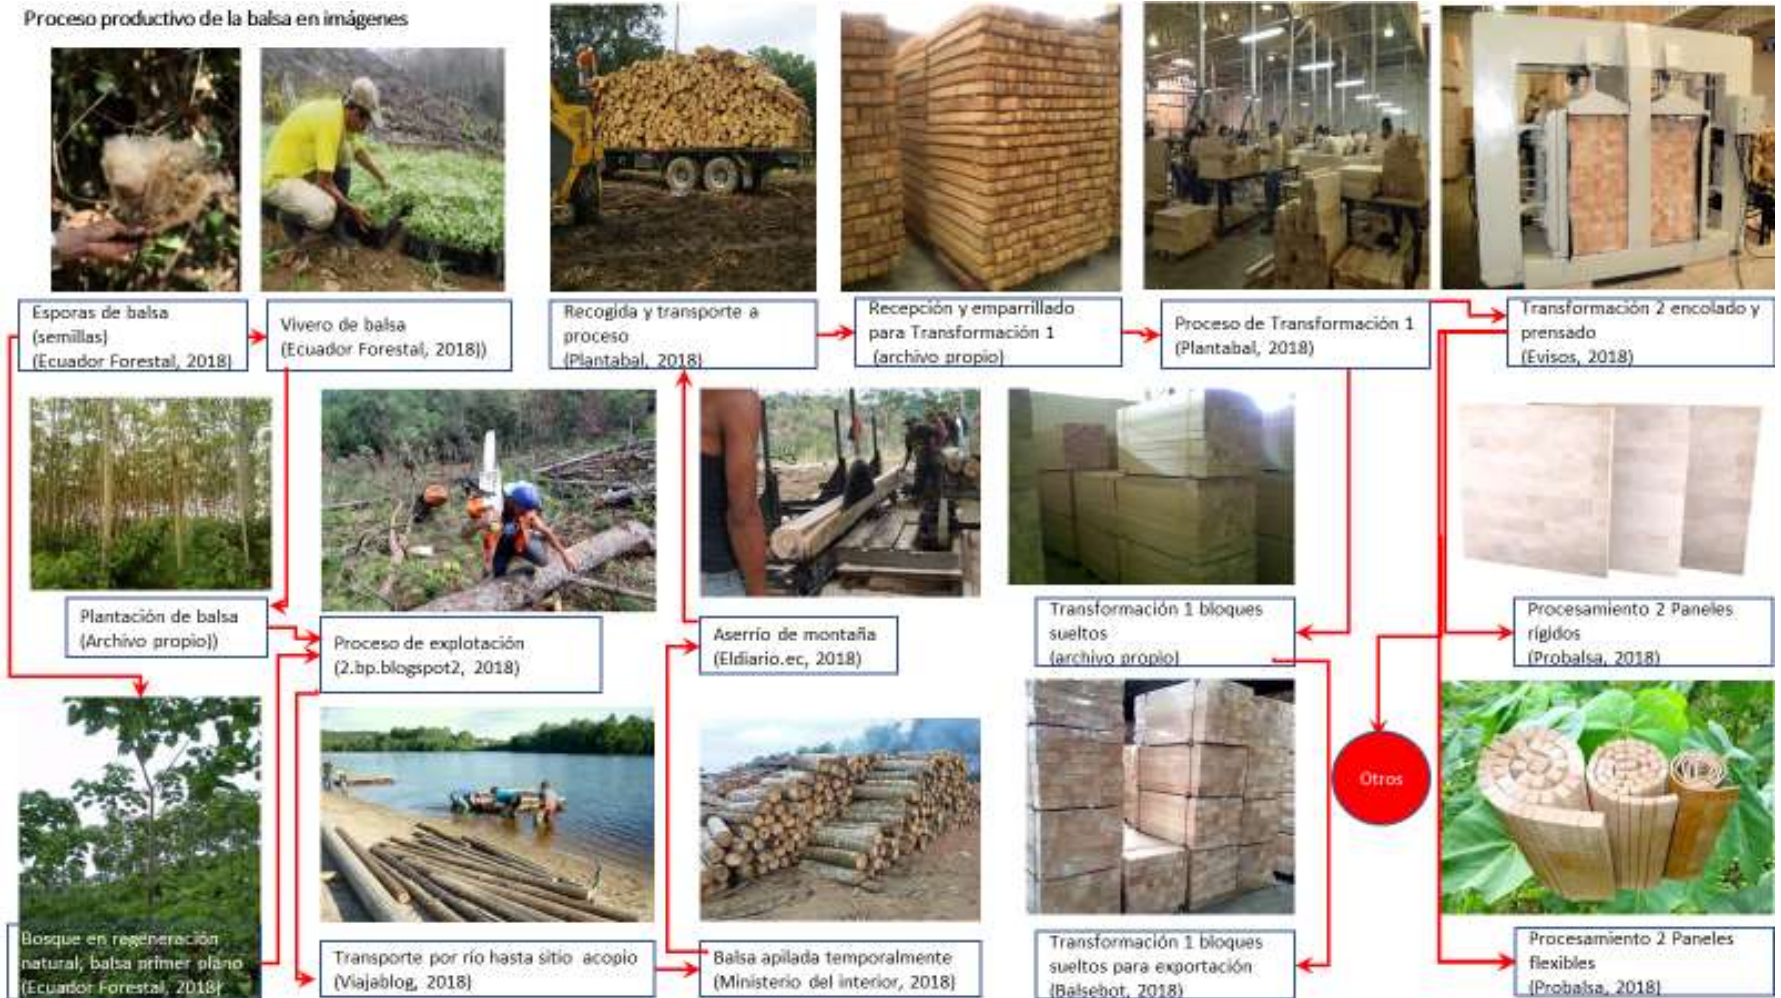 Proceso productivo de la balsa en imágenes
Esporas de balsa
(semillas)
(Ecuador Forestal, 2018)
Vivero de balsa
(Ecuador Forestal, 2018))
Recogida y transporte a
proceso
(Plantabal, 2018)
Recepción y emparrillado
para Transformación 1
(archivo propio)
Proceso de Transformación 1
(Plantabal, 2018)
Transformación 2 encolado y
prensado
(Evisos, 2018)
Plantación de balsa
(Archivo propio))
Proceso de explotación
(2.bp.blogspot2, 2018)
Aserrío de montaña
(Eldiario.ec, 2018)
Transformación 1 bloques
sueltos
(archivo propio)
Procesamiento 2 Paneles
rígidos
(Probalsa, 2018)
Otros
Bosque en regeneración
natural, balsa primer plano
(Ecuador Forestal, 2018)
Transporte por río hasta sitio acopio
(Viajablog, 2018)
Balsa apilada temporalmente
(Ministerio del interior, 2018)
Transformación 1 bloques
sueltos para exportación
(Balsebot, 2018)
Procesamiento 2 Paneles
flexibles
(Probalsa, 2018)